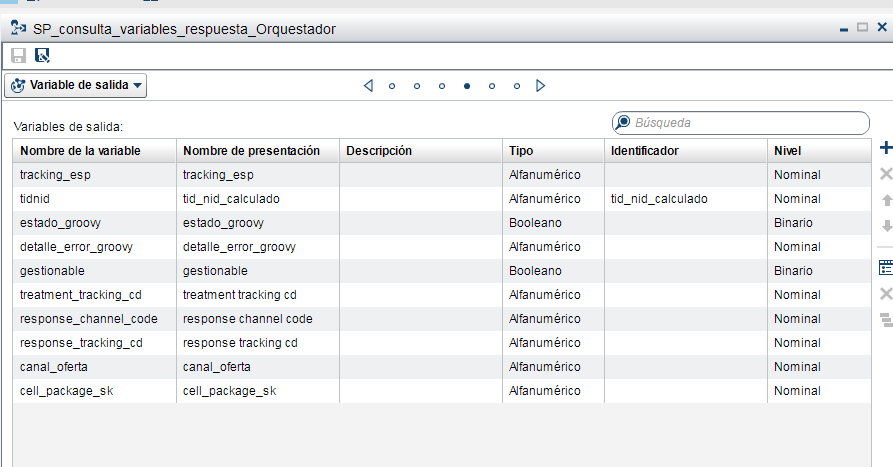 SP_consulta_variables_respuesta_Orquestador
Variable de salida
Variables de salida:
Búsqueda
Nombre de la variable Nombre de presentación Descripción Tipo Identificador Nivel
tracking_esp tracking_esp Alfanumérico Nominal
tidnid tid_nid_calculado Alfanumérico tid_nid_calculado Nominal
estado_groovy estado_groovy Booleano Binario
detalle_error_groovy detalle_error_groovy Alfanumérico Nominal
gestionable gestionable Booleano Binario
treatment_tracking_cd treatment tracking cd Alfanumérico Nominal
response_channel_code response channel code Alfanumérico Nominal
response_tracking_cd response tracking cd Alfanumérico Nominal
canal_oferta canal_oferta Alfanumérico Nominal
cell_package_sk cell_package_sk Alfanumérico Nominal